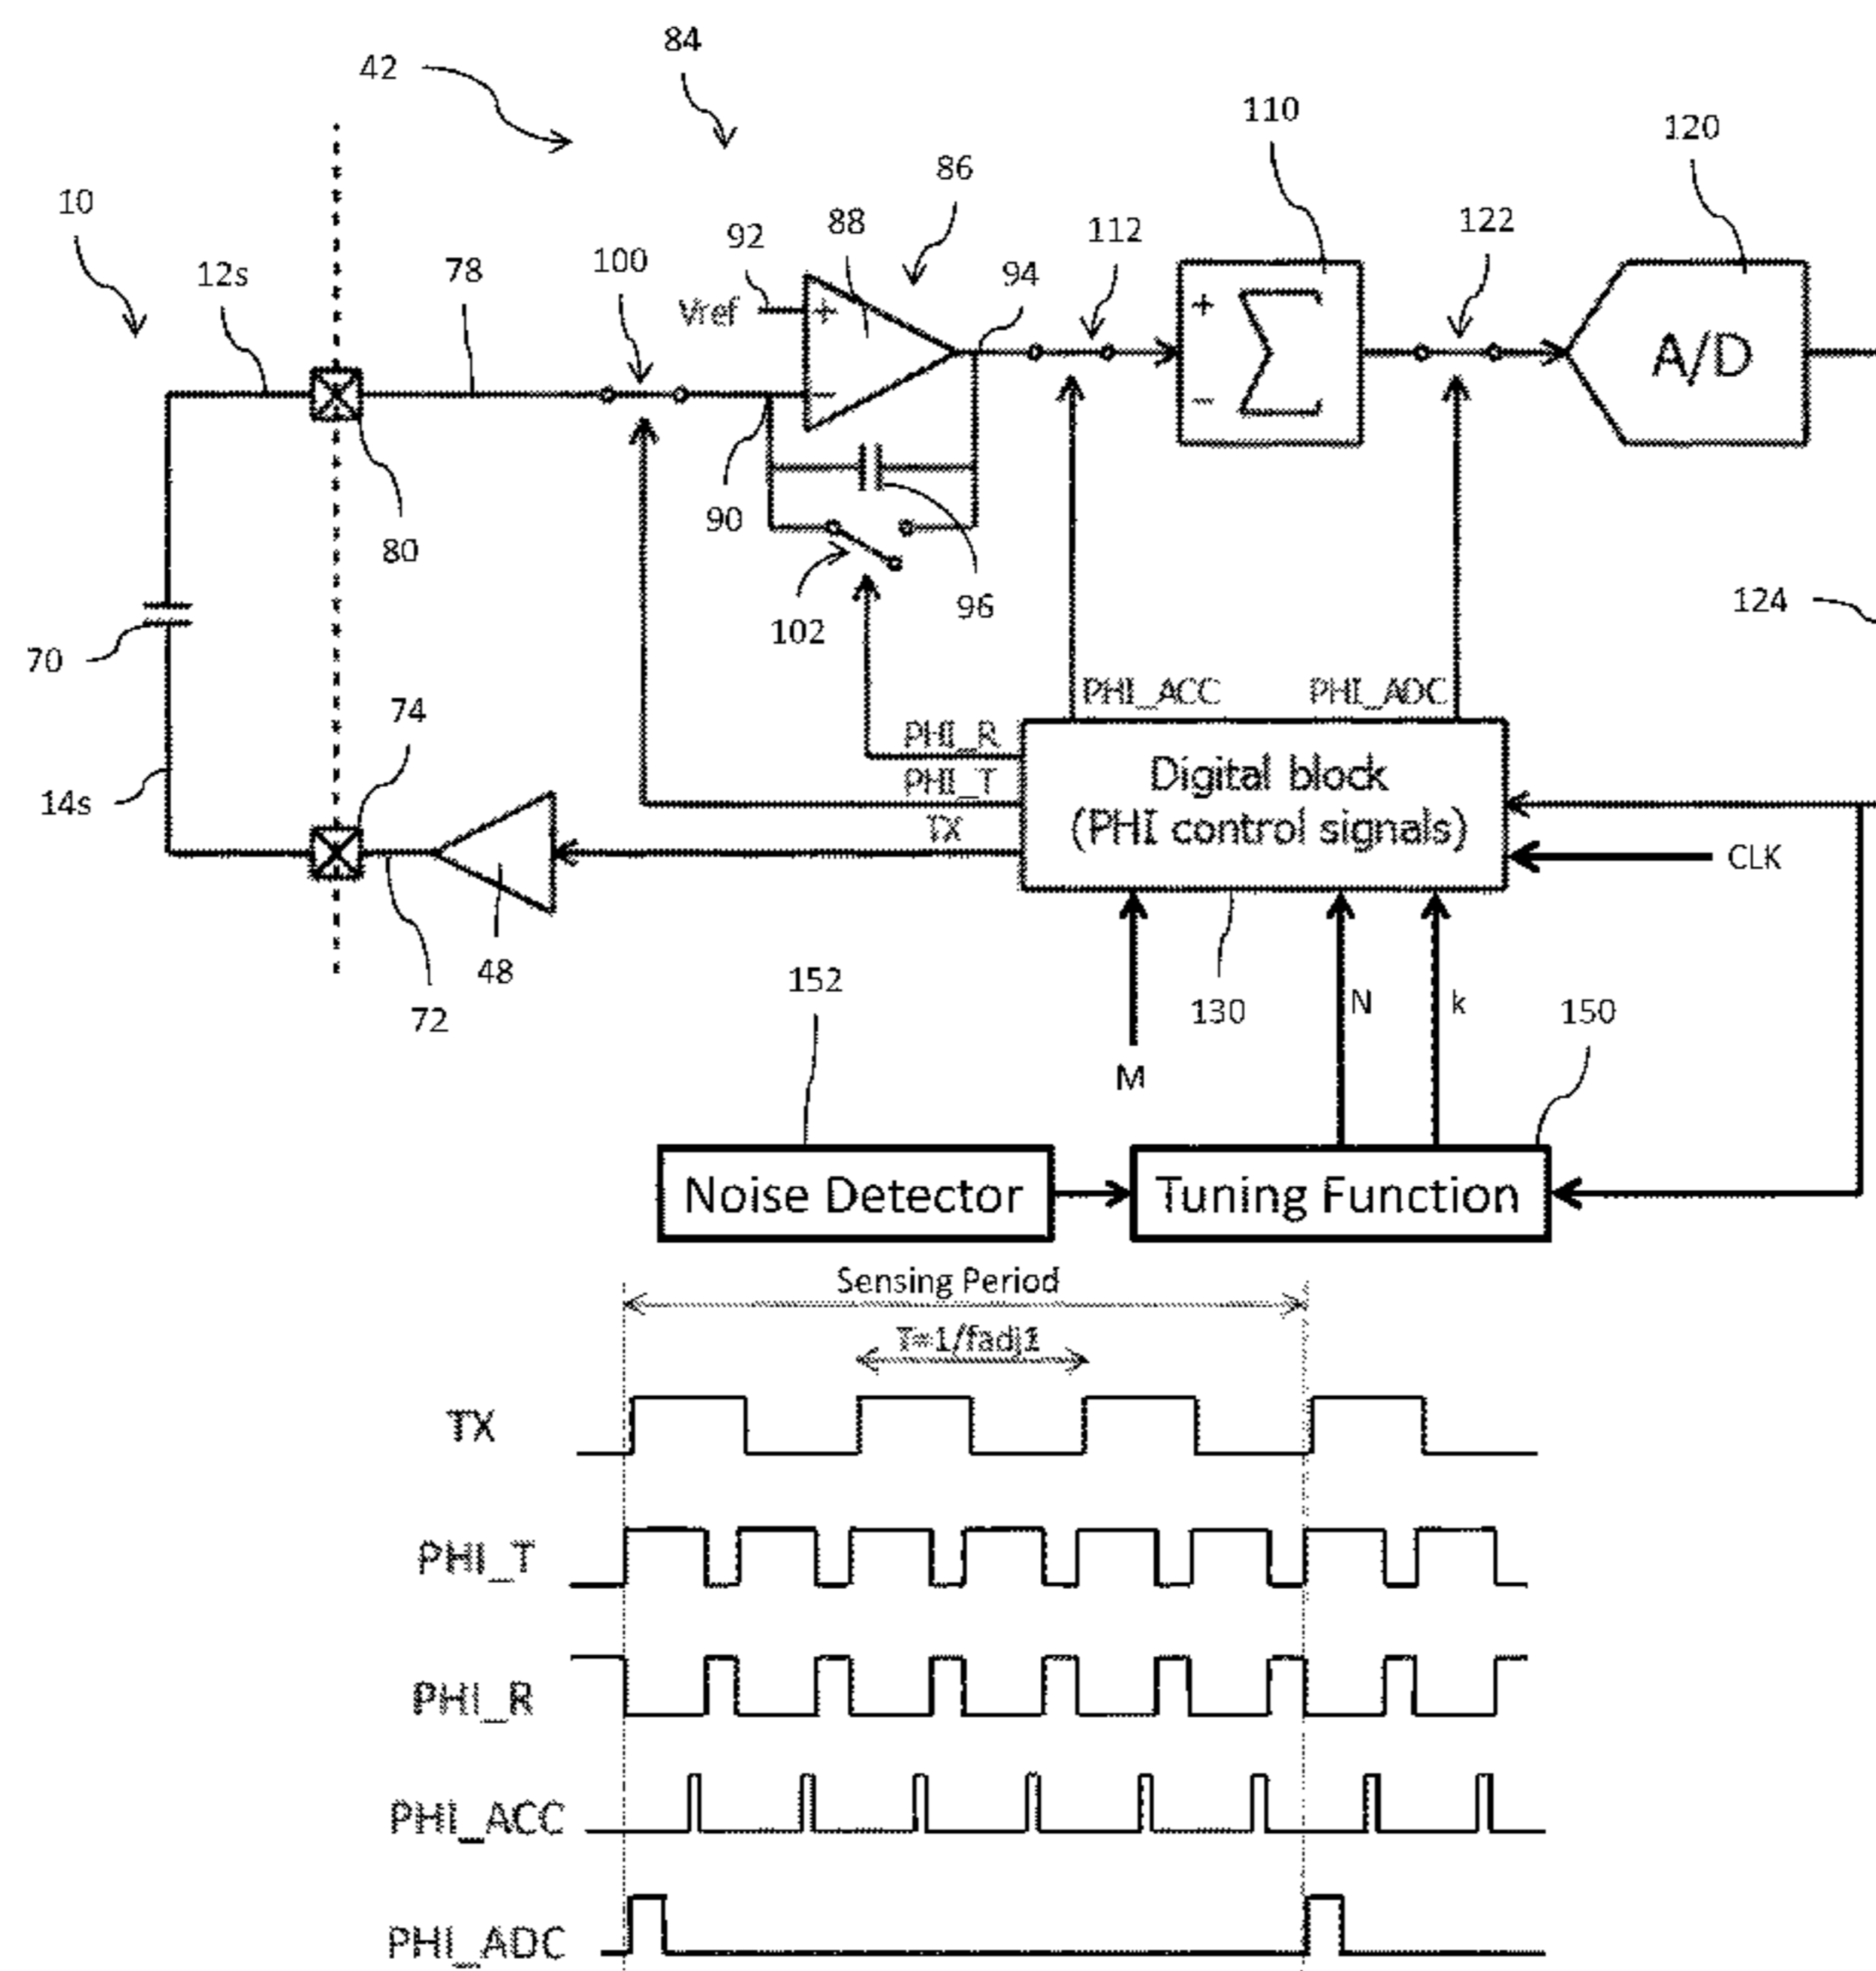 84
42
110
120
86
10
88
112
122
92
100
78
12s
94
Vref
+
+
Σ
A/D
−
−
90
80
96
124
102
70
PHI_ACC
PHI_ADC
74
PHI_R
Digital block
PHI_T
14s
(PHI control signals)
TX
CLK
48
152
N
k
130
150
72
M
Noise Detector
Tuning Function
Sensing Period
T=1/fadj1
TX
PHI_T
PHI_R
PHI_ACC
PHI_ADC